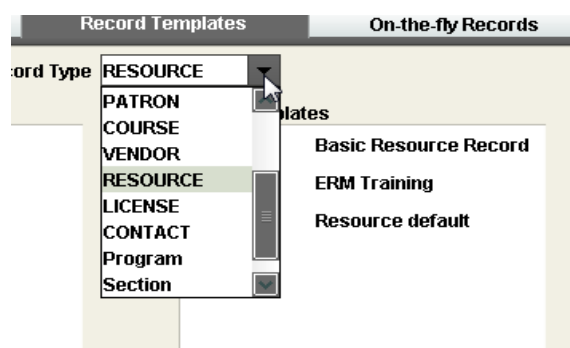 Record Templates On-the-fly Records
ord Type RESOURCE
PATRON
COURSE
VENDOR
RESOURCE
LICENSE
CONTACT
Program
Section
lates
Basic Resource Record
ERM Training
Resource default